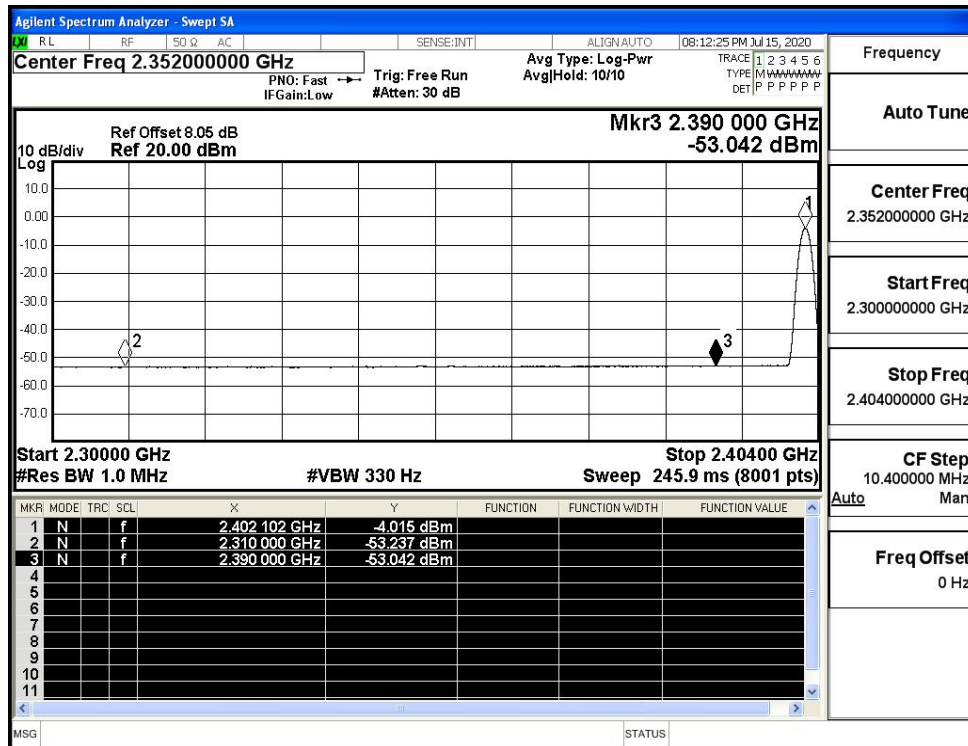 Agilent Spectrum Analyzer - Swept SA
LXI RL RF 50 Ω AC SENSE:INT ALIGNAUTO 08:12:25 PM Jul 15, 2020
Center Freq 2.352000000 GHz
PNO: Fast
IFGain:Low
Trig: Free Run
#Atten: 30 dB
Avg Type: Log-Pwr
Avg|Hold: 10/10
TRACE 1 2 3 4 5 6
TYPE MWWWWW
DET P P P P P P
Mkr3 2.390 000 GHz
-53.042 dBm
Ref Offset 8.05 dB
10 dB/div Ref 20.00 dBm
Log
10.0
0.00
-10.0
-20.0
-30.0
-40.0
-50.0
-60.0
-70.0
1
2
3
Start 2.30000 GHz Stop 2.40400 GHz
#Res BW 1.0 MHz #VBW 330 Hz Sweep 245.9 ms (8001 pts)
MKR MODE TRC SCL X Y FUNCTION FUNCTION WIDTH FUNCTION VALUE
1 N f 2.402 102 GHz -4.015 dBm
2 N f 2.310 000 GHz -53.237 dBm
3 N f 2.390 000 GHz -53.042 dBm
4
5
6
7
8
9
10
11
MSG STATUS
Frequency
Auto Tune
Center Freq
2.352000000 GHz
Start Freq
2.300000000 GHz
Stop Freq
2.404000000 GHz
CF Step
10.400000 MHz
Auto Man
Freq Offset
0 Hz